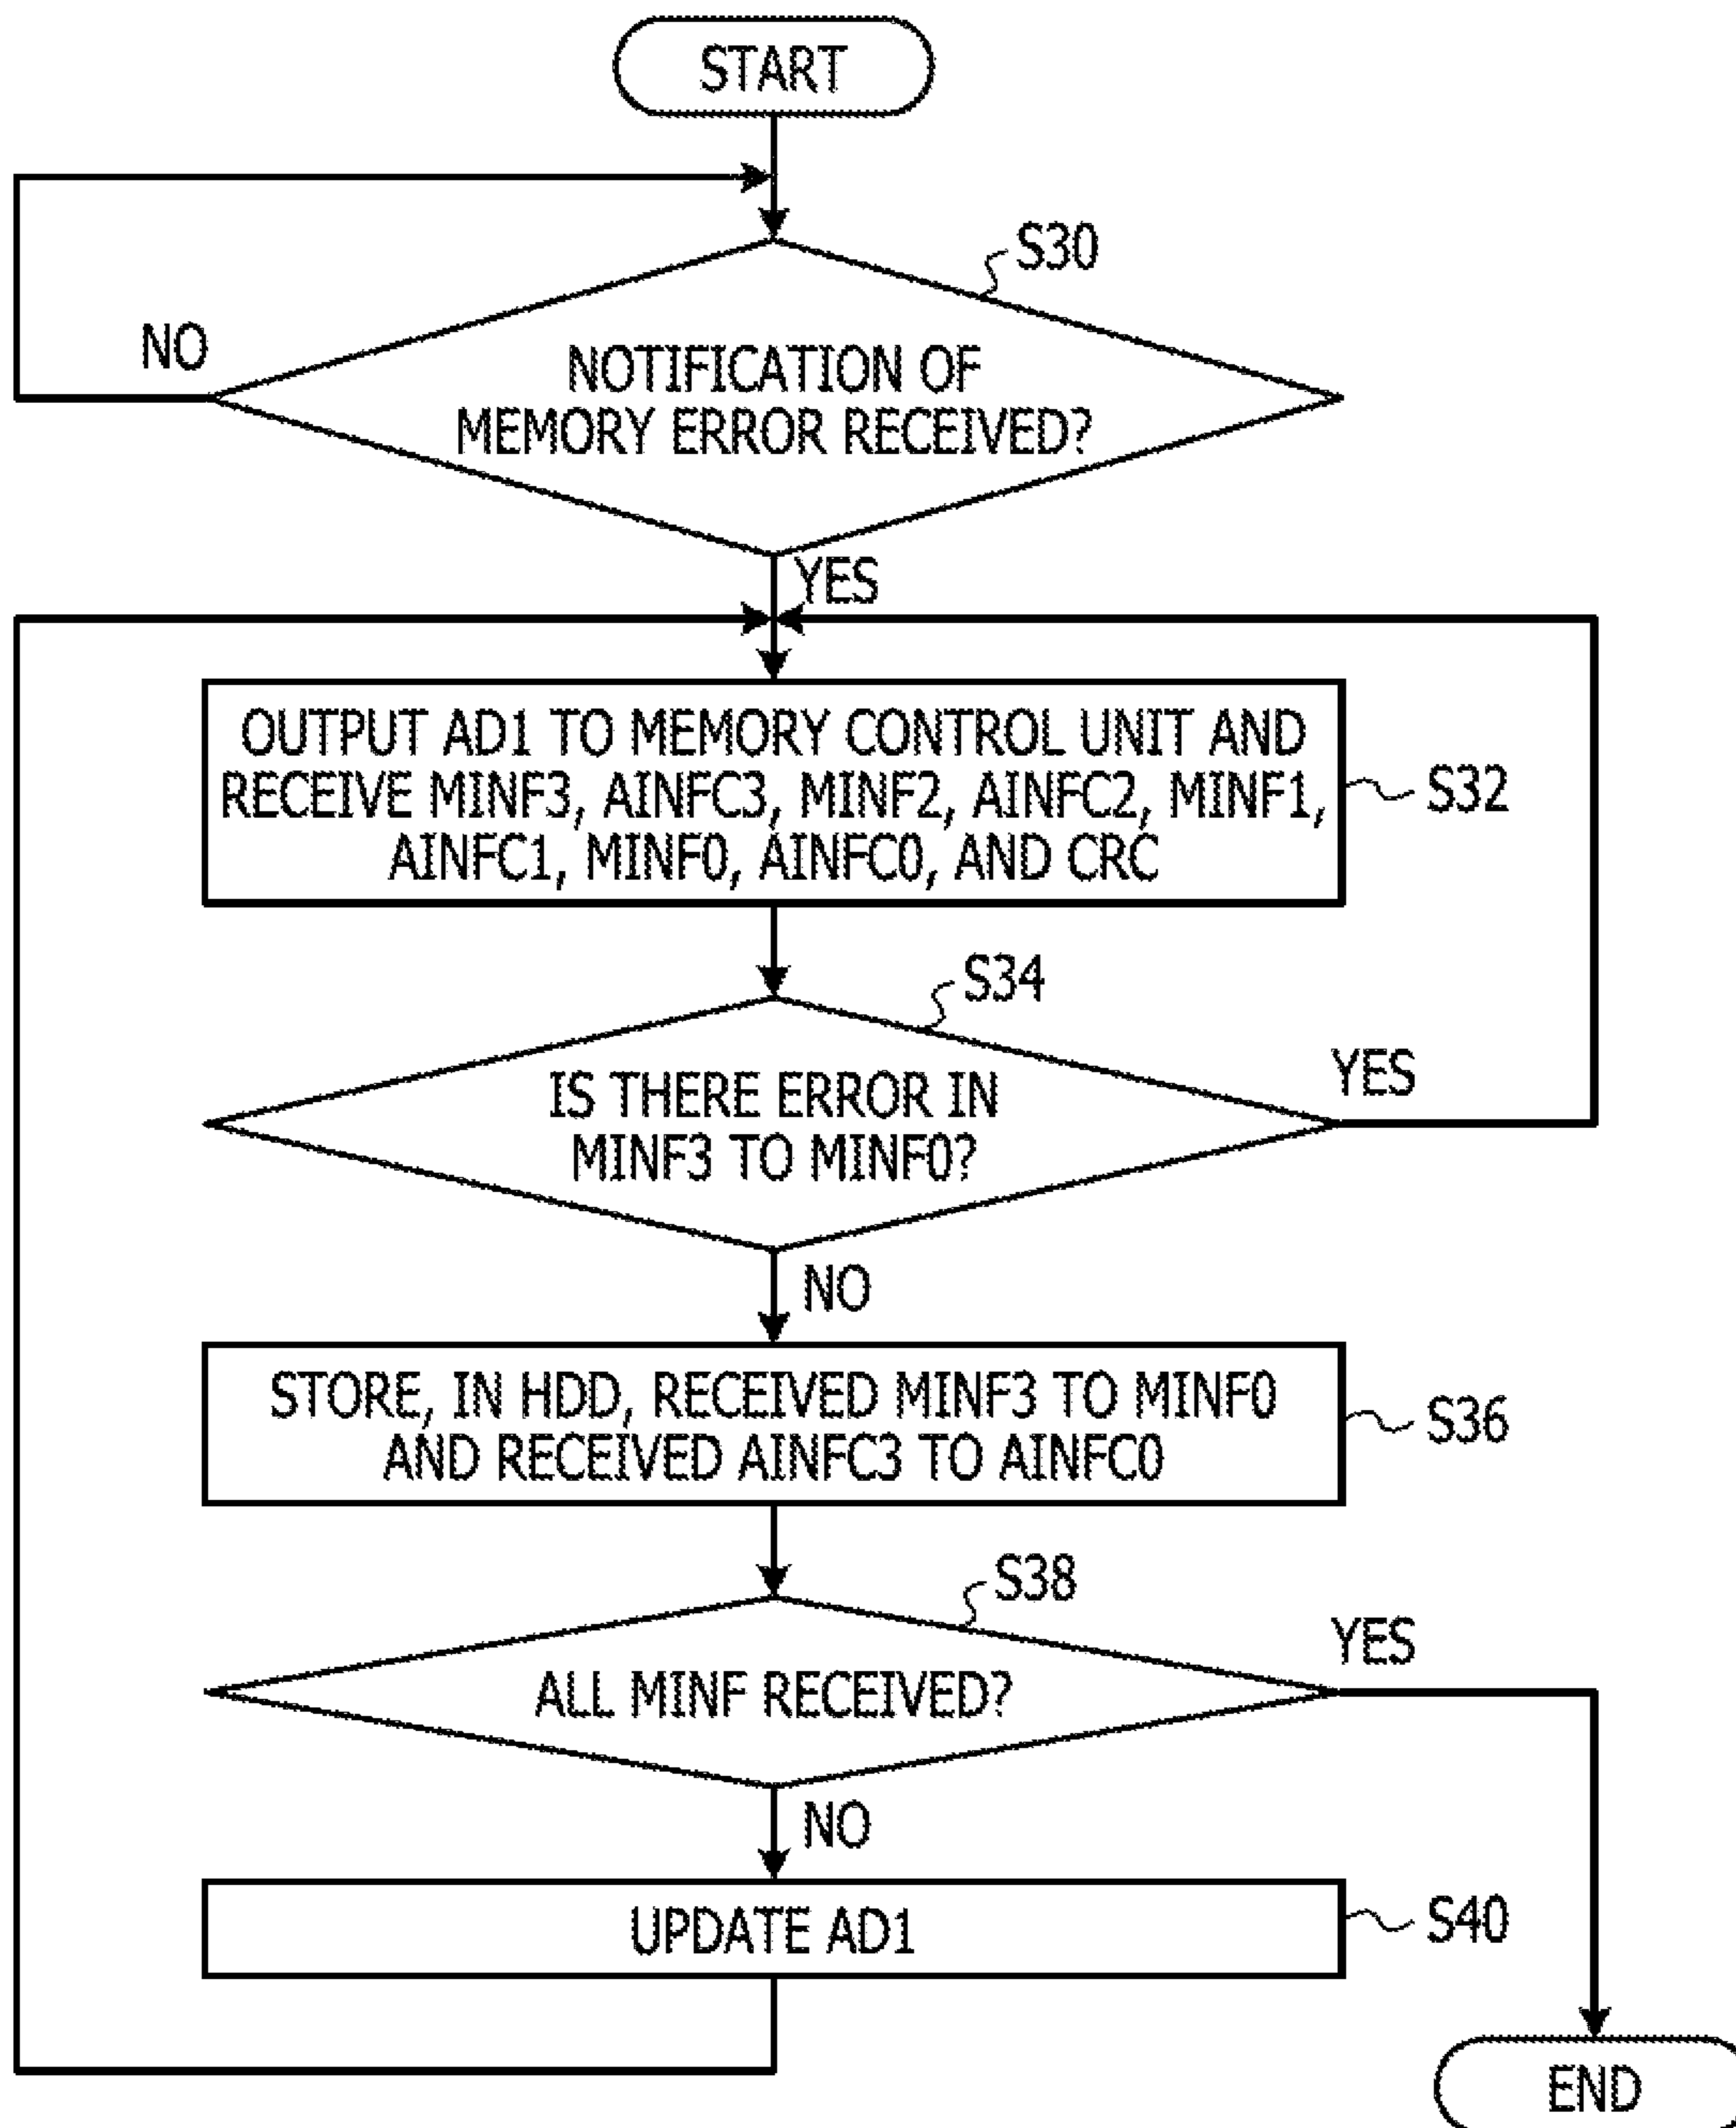 START
S30
NO
NOTIFICATION OF
MEMORY ERROR RECEIVED?
YES
OUTPUT AD1 TO MEMORY CONTROL UNIT AND
RECEIVE MINF3, AINFC3, MINF2, AINFC2, MINF1,
AINFC1, MINF0, AINFC0, AND CRC
S32
S34
YES
IS THERE ERROR IN
MINF3 TO MINF0?
NO
STORE, IN HDD, RECEIVED MINF3 TO MINF0
AND RECEIVED AINFC3 TO AINFC0
S36
S38
YES
ALL MINF RECEIVED?
NO
UPDATE AD1
S40
END